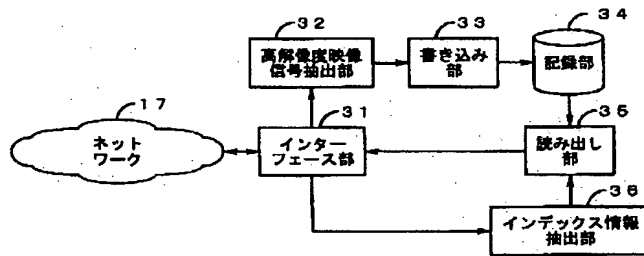 ３２
高解像度映像
信号抽出部
３３
書き込み
部
３４
記録部
１７
ネット
ワーク
３１
インター
フェース部
３５
読み出し
部
３６
インデックス情報
抽出部